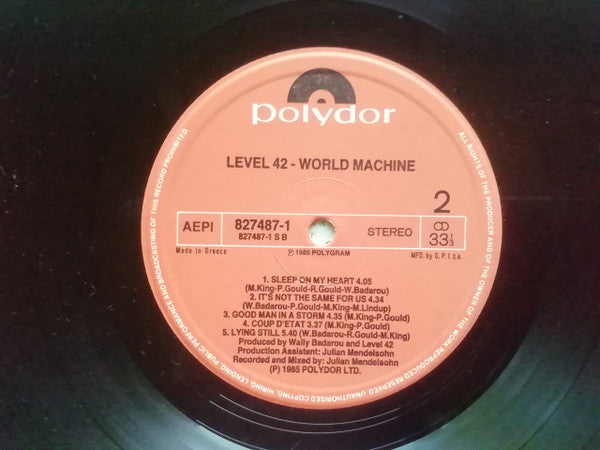 polydor
LEVEL 42 - WORLD MACHINE
2
AEPI
827487-1
827487-1 S B
STEREO
33 1/3
Made in Greece
℗ 1985 POLYGRAM
MFD. by G. P. I. S.A.
1. SLEEP ON MY HEART 4.05
(M.King-P.Gould-R.Gould-W.Badarou)
2. IT'S NOT THE SAME FOR US 4.34
(W.Badarou-P.Gould-M.King-M.Lindup)
3. GOOD MAN IN A STORM 4.35 (M.King-P.Gould)
4. COUP D'ETAT 3.37 (M.King-P.Gould)
5. LYING STILL 5.40 (W.Badarou-R.Gould-M.King)
Produced by Wally Badarou and Level 42
Production Assistant: Julian Mendelsohn
Recorded and Mixed by: Julian Mendelsohn
(P) 1985 POLYDOR LTD.
ALL RIGHTS OF THE PRODUCER AND OF THE OWNER OF THE WORK REPRODUCED RESERVED. UNAUTHORISED COPYING; HIRING, LENDING, PUBLIC PERFORMANCE AND BROADCASTING OF THIS RECORD PROHIBITED.